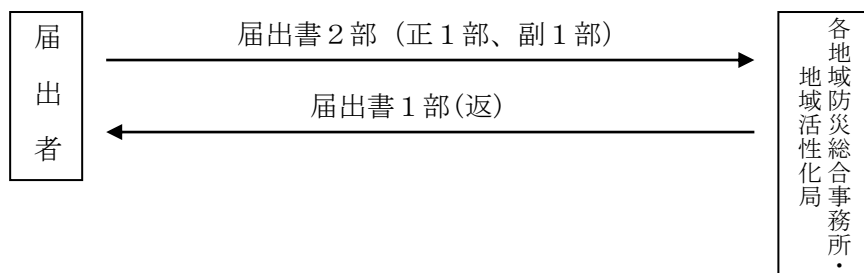 届出者
届出書２部（正１部、副１部）
届出書１部(返)
各地域防災総合事務所・
地域活性化局